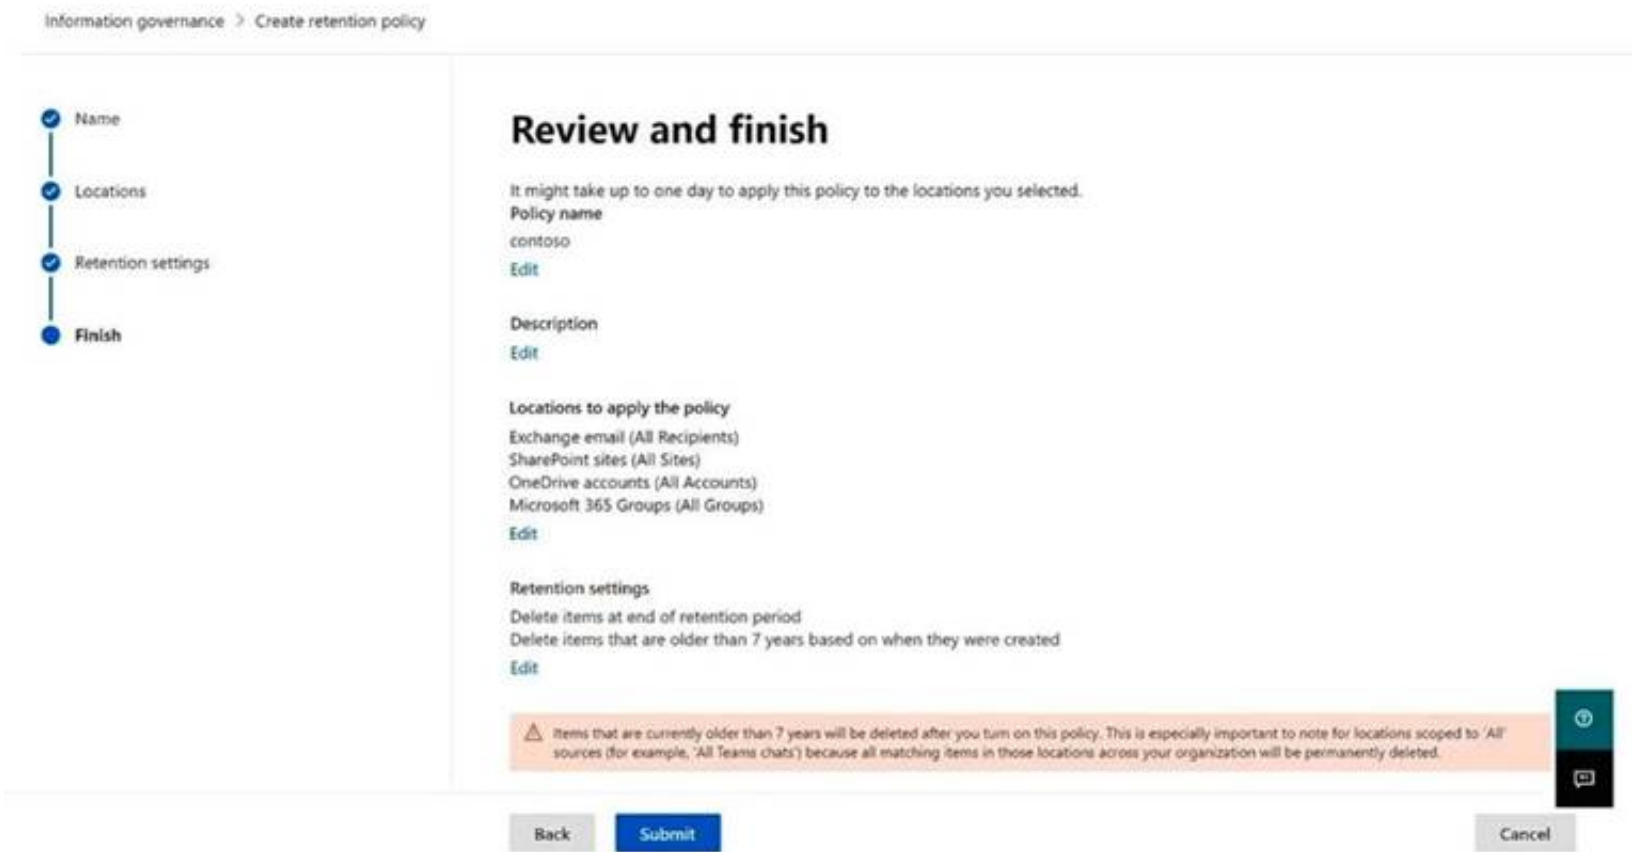 Information governance > Create retention policy
Name
Locations
Retention settings
Finish
Review and finish
It might take up to one day to apply this policy to the locations you selected.
Policy name
contoso
Edit
Description
Edit
Locations to apply the policy
Exchange email (All Recipients)
SharePoint sites (All Sites)
OneDrive accounts (All Accounts)
Microsoft 365 Groups (All Groups)
Edit
Retention settings
Delete items at end of retention period
Delete items that are older than 7 years based on when they were created
Edit
Items that are currently older than 7 years will be deleted after you turn on this policy. This is especially important to note for locations scoped to 'All'
sources (for example, 'All Teams chats') because all matching items in those locations across your organization will be permanently deleted.
Back
Submit
Cancel